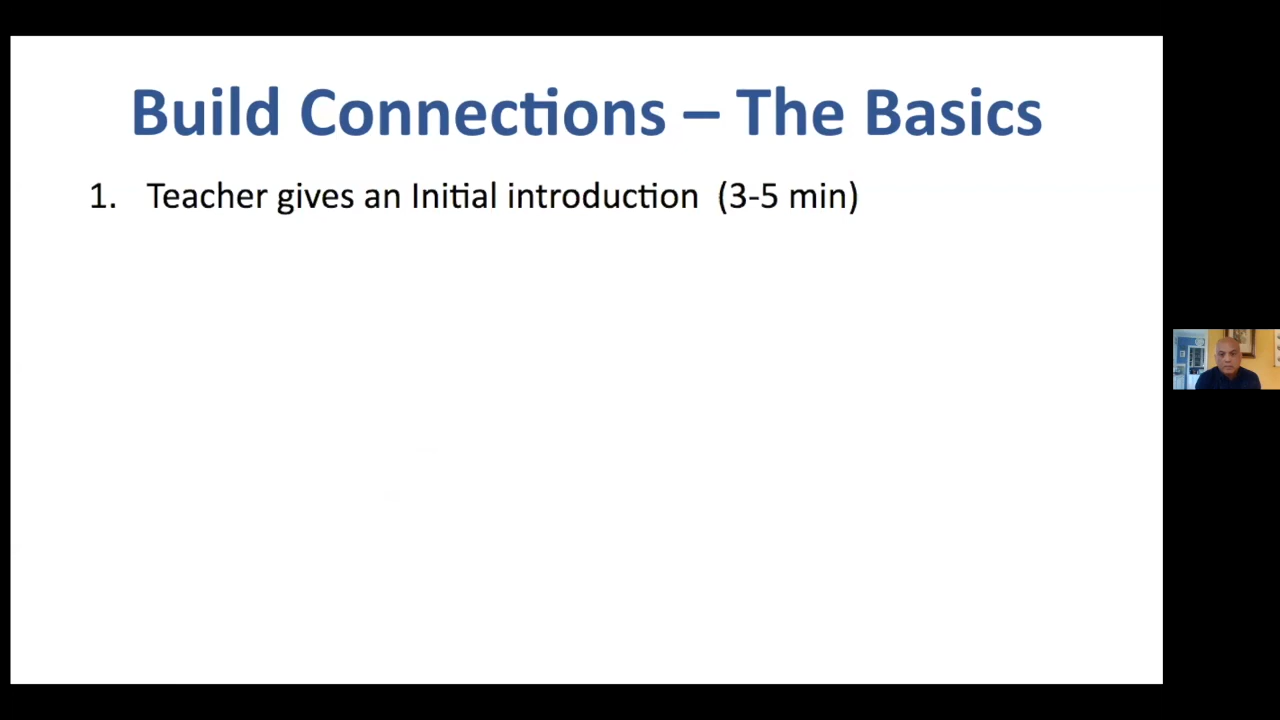 Build Connections – The Basics
1. Teacher gives an Initial introduction (3-5 min)